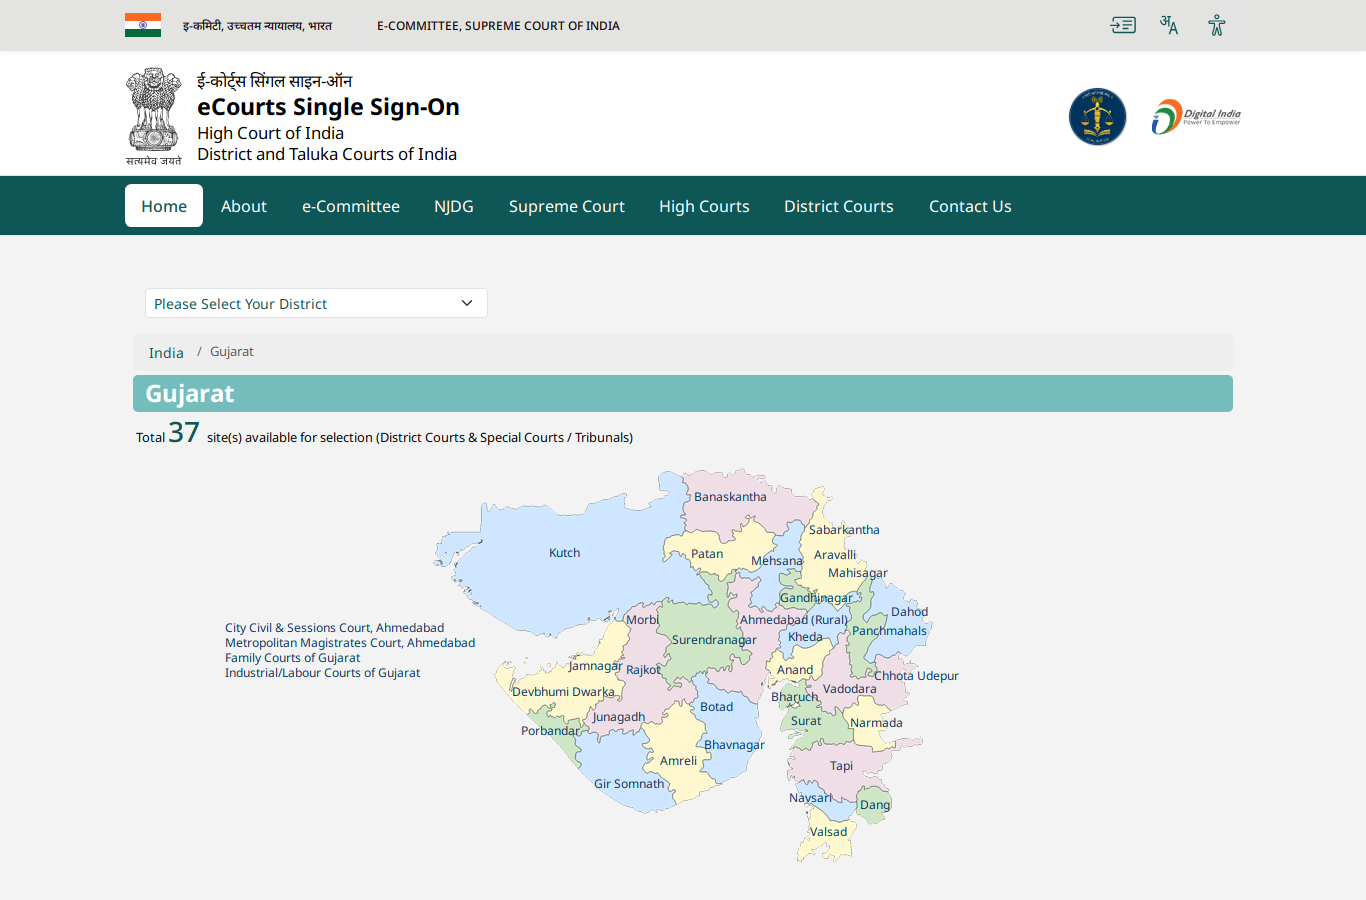 इ-कमिटी, उच्चतम न्यायालय, भारत
E-COMMITTEE, SUPREME COURT OF INDIA
सत्यमेव जयते
ई-कोर्ट्स सिंगल साइन-ऑन
eCourts Single Sign-On
High Court of India
District and Taluka Courts of India
Digital India
Power To Empower
Home About e-Committee NJDG Supreme Court High Courts District Courts Contact Us
Please Select Your District
India / Gujarat
Gujarat
Total 37 site(s) available for selection (District Courts & Special Courts / Tribunals)
Banaskantha
Sabarkantha
Kutch
Patan
Aravalli
Mehsana
Mahisagar
Gandhinagar
Dahod
Morbi
Ahmedabad (Rural)
Panchmahals
City Civil & Sessions Court, Ahmedabad
Metropolitan Magistrates Court, Ahmedabad
Family Courts of Gujarat
Industrial/Labour Courts of Gujarat
Surendranagar
Kheda
Jamnagar
Rajkot
Anand
Chhota Udepur
Devbhumi Dwarka
Vadodara
Bharuch
Botad
Junagadh
Surat
Narmada
Porbandar
Bhavnagar
Amreli
Tapi
Gir Somnath
Navsari
Dang
Valsad